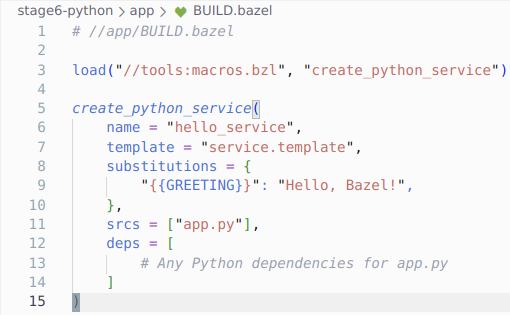 stage6-python > app > BUILD.bazel
1 # //app/BUILD.bazel
2
3 load("//tools:macros.bzl", "create_python_service")
4
5 create_python_service(
6     name = "hello_service",
7     template = "service.template",
8     substitutions = {
9         "{{GREETING}}": "Hello, Bazel!",
10     },
11     srcs = ["app.py"],
12     deps = [
13         # Any Python dependencies for app.py
14     ]
15 )